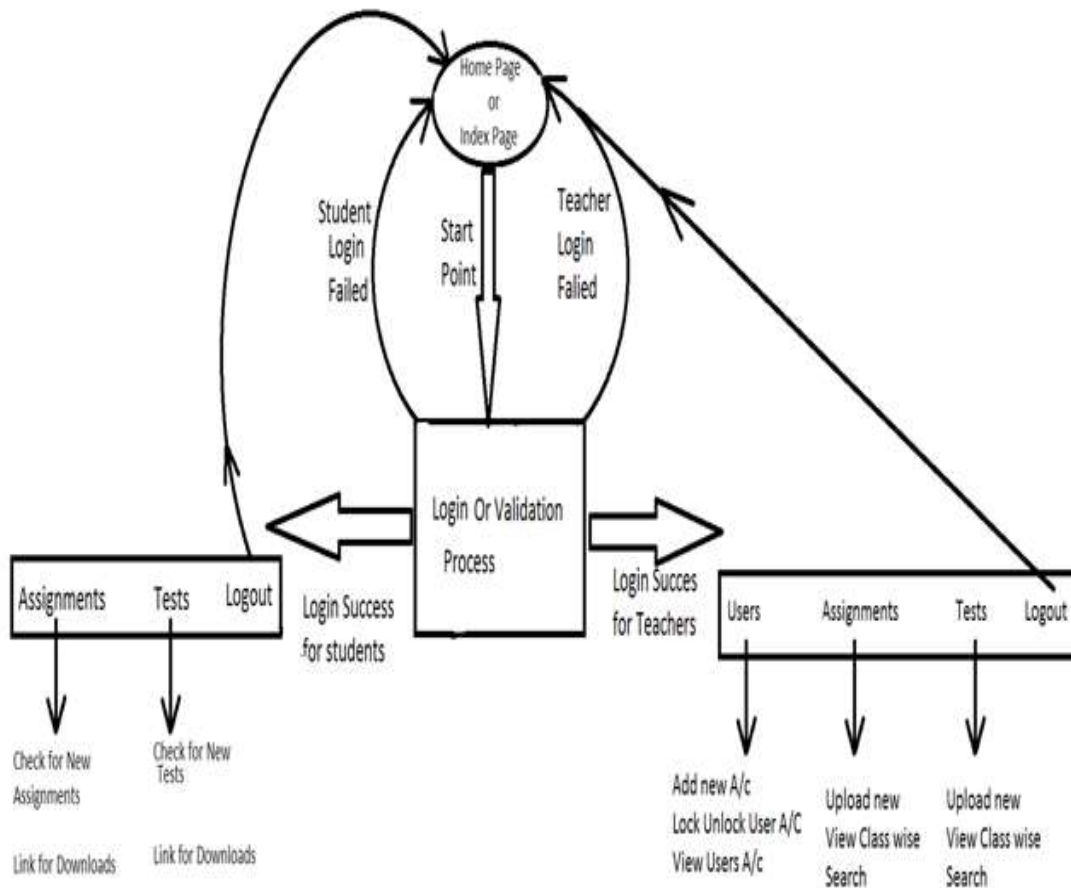 Home Page
or
Index Page
Student
Login
Failed
Start
Point
Teacher
Login
Falied
Login Or Validation
Process
Login Success
for students
Login Succes
for Teachers
Assignments Tests Logout
Check for New
Assignments
Link for Downloads
Check for New
Tests
Link for Downloads
Users Assignments Tests Logout
Add new A/c
Lock Unlock User A/C
View Users A/c
Upload new
View Class wise
Search
Upload new
View Class wise
Search